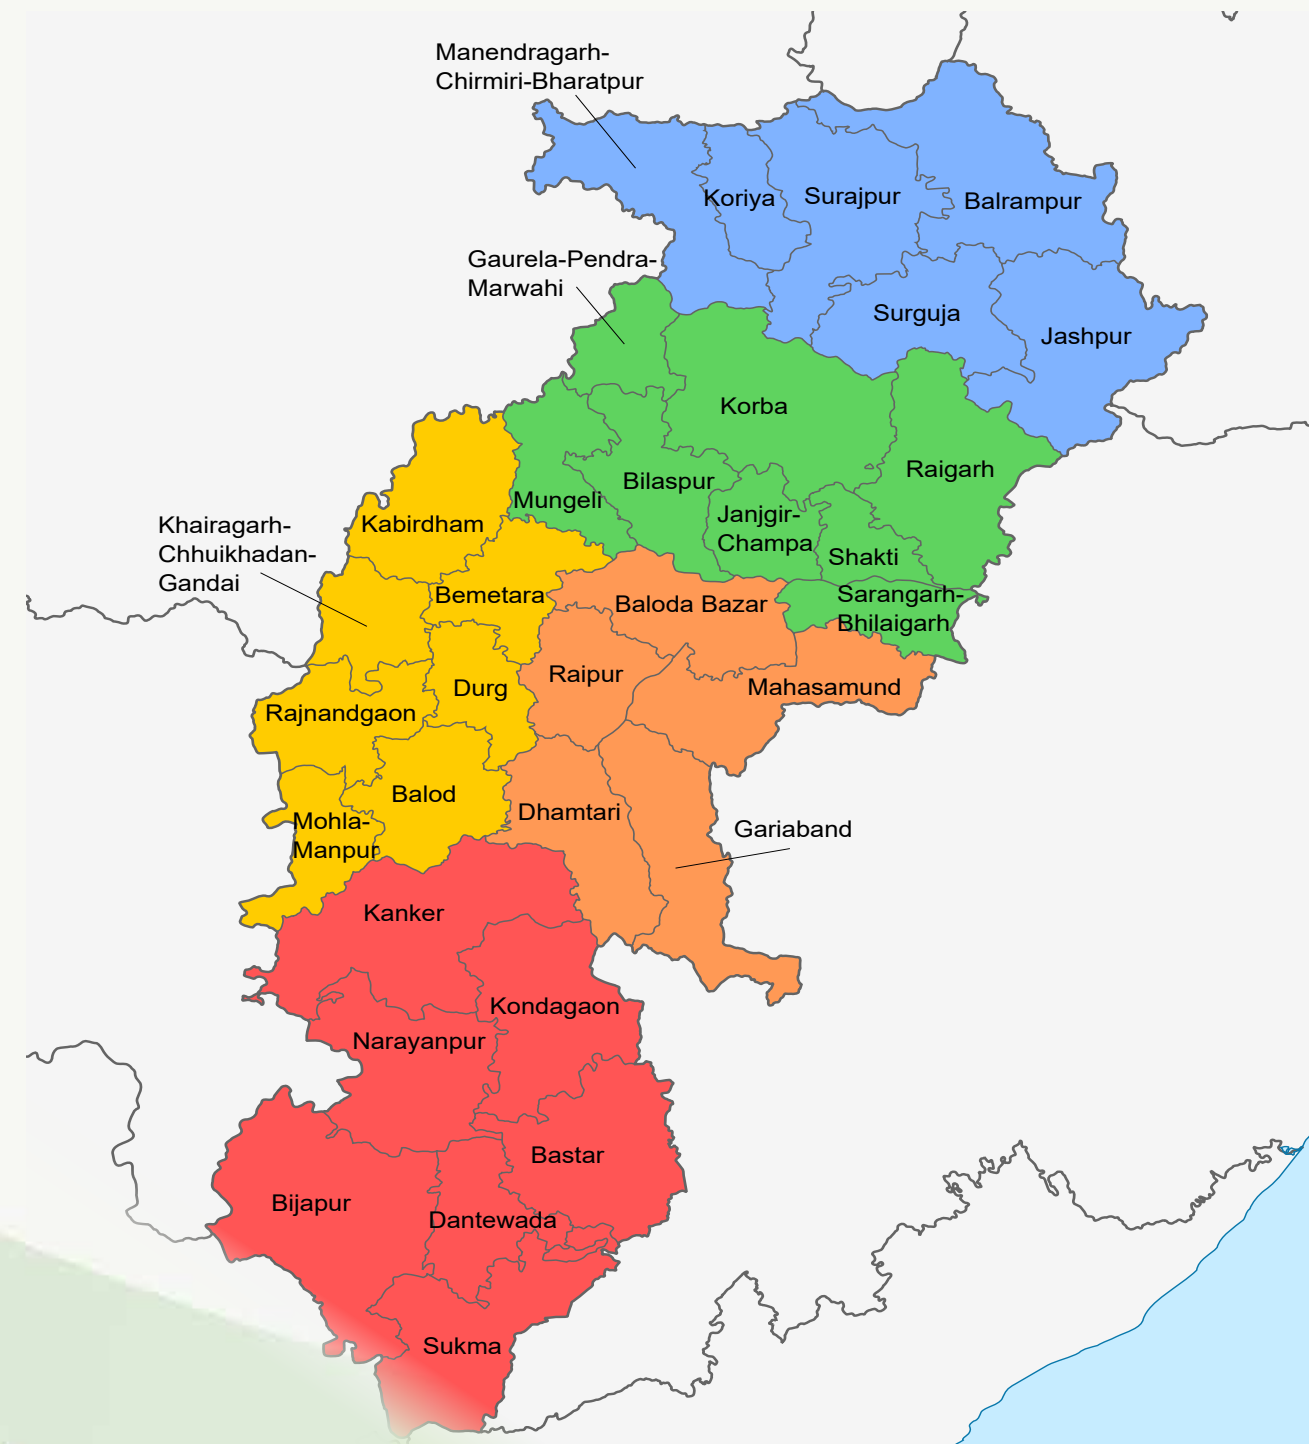 Manendragarh-
Chirmiri-Bharatpur
Koriya
Surajpur
Balrampur
Gaurela-Pendra-
Marwahi
Surguja
Jashpur
Korba
Raigarh
Bilaspur
Mungeli
Janjgir-
Champa
Shakti
Kabirdham
Khairagarh-
Chhuikhadan-
Gandai
Bemetara
Baloda Bazar
Sarangarh-
Bhilaigarh
Raipur
Mahasamund
Durg
Rajnandgaon
Balod
Dhamtari
Mohla-
Manpur
Gariaband
Kanker
Kondagaon
Narayanpur
Bastar
Bijapur
Dantewada
Sukma